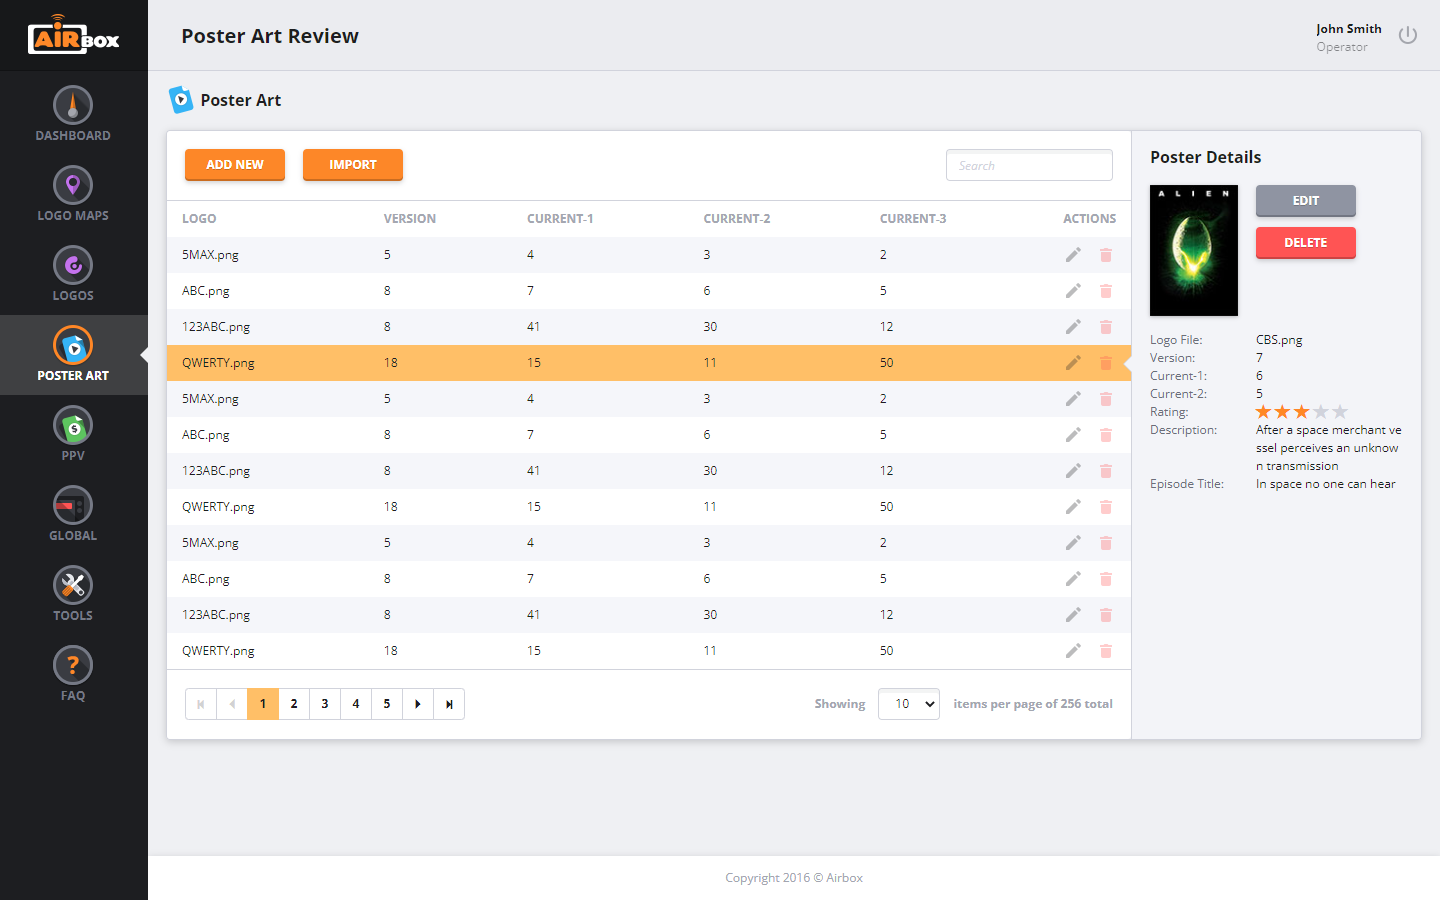 AiRBOX
Poster Art Review
John Smith
Operator
DASHBOARD
LOGO MAPS
LOGOS
POSTER ART
PPV
GLOBAL
TOOLS
FAQ
Poster Art
ADD NEW IMPORT Search
LOGO VERSION CURRENT-1 CURRENT-2 CURRENT-3 ACTIONS
5MAX.png 5 4 3 2
ABC.png 8 7 6 5
123ABC.png 8 41 30 12
QWERTY.png 18 15 11 50
5MAX.png 5 4 3 2
ABC.png 8 7 6 5
123ABC.png 8 41 30 12
QWERTY.png 18 15 11 50
5MAX.png 5 4 3 2
ABC.png 8 7 6 5
123ABC.png 8 41 30 12
QWERTY.png 18 15 11 50
1 2 3 4 5
Showing 10 items per page of 256 total
Poster Details
ALIEN
EDIT
DELETE
Logo File: CBS.png
Version: 7
Current-1: 6
Current-2: 5
Rating:
Description: After a space merchant ve
ssel perceives an unknow
n transmission
Episode Title: In space no one can hear
Copyright 2016 © Airbox